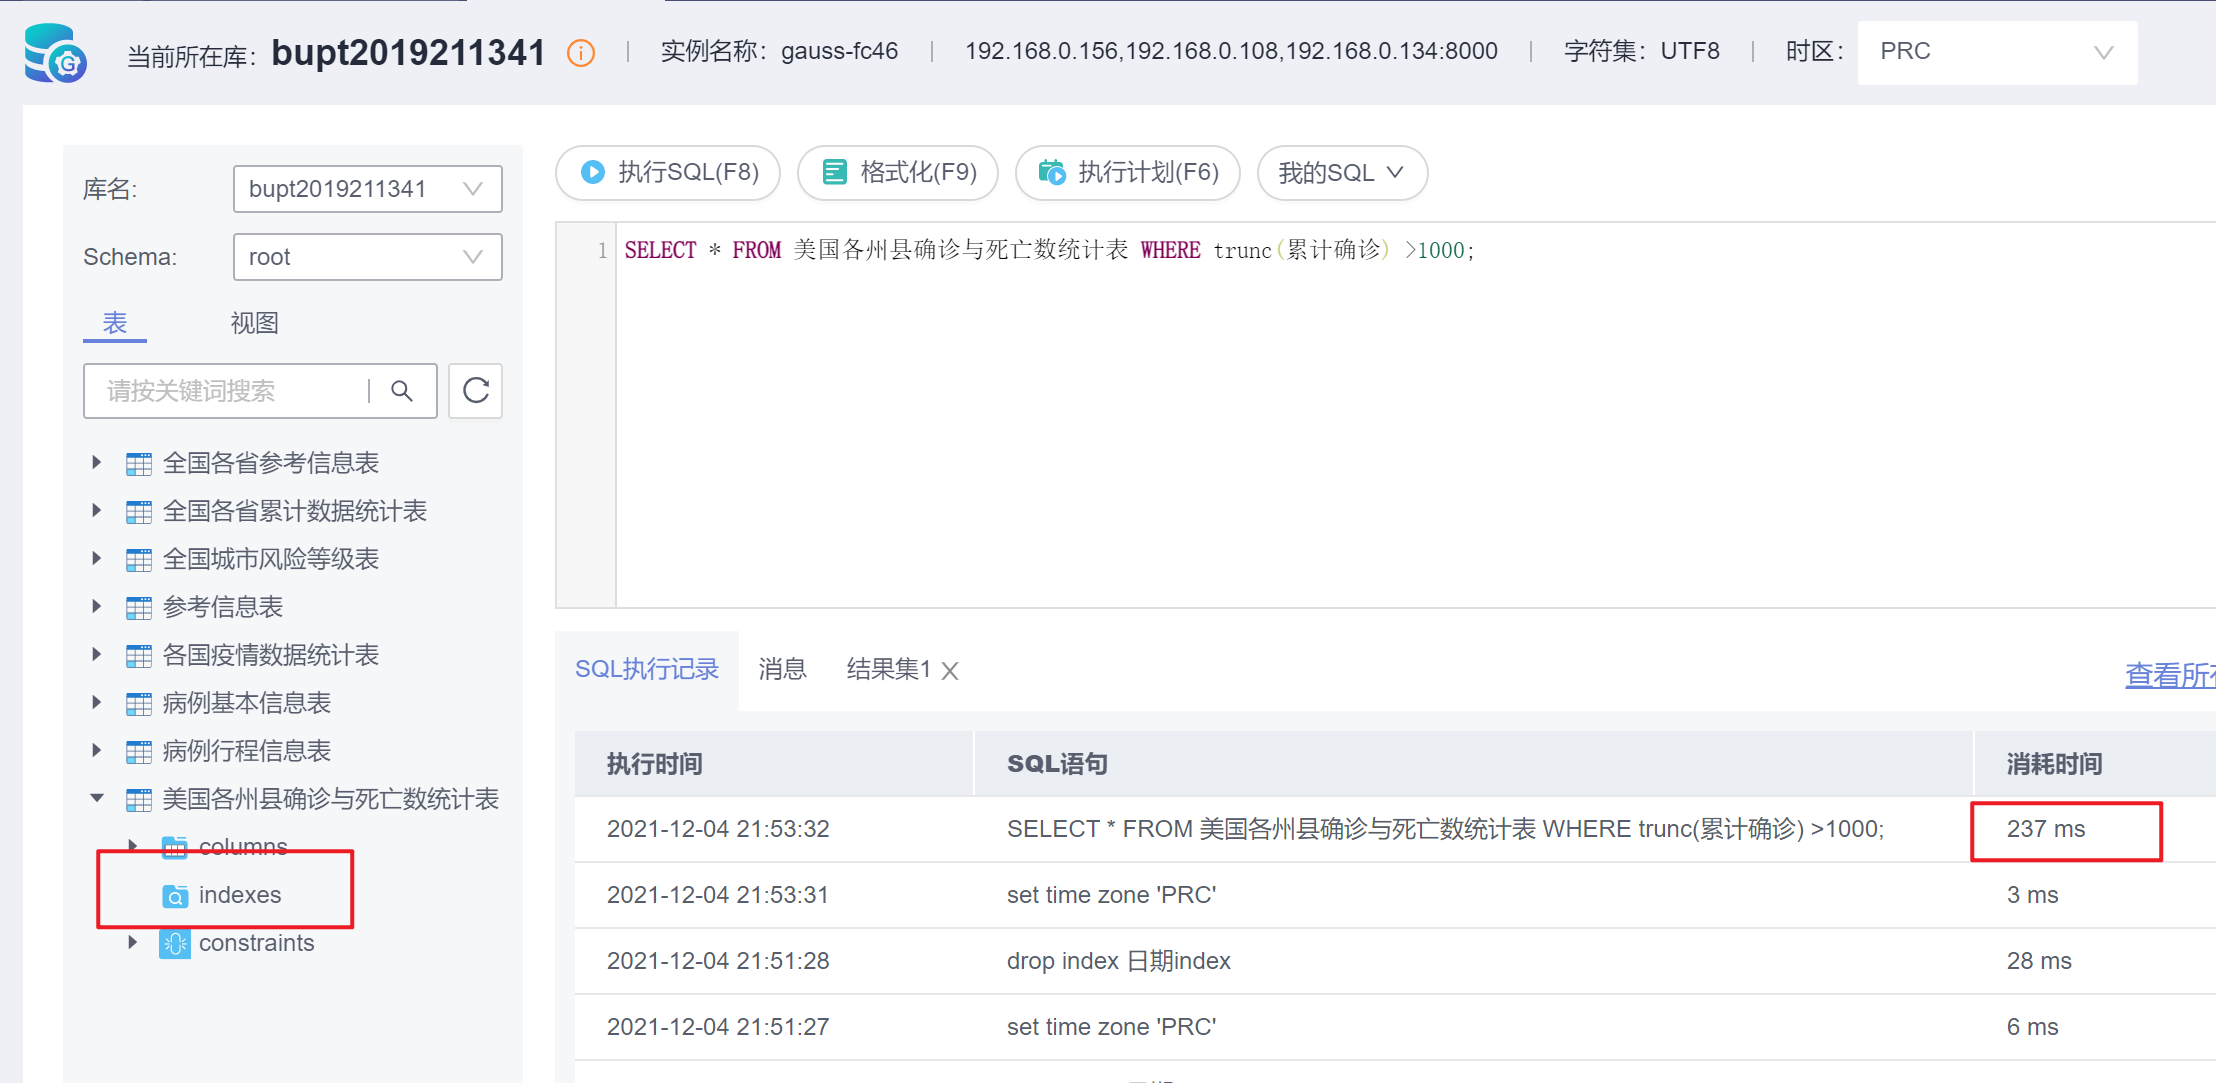 当前所在库: bupt2019211341 | 实例名称: gauss-fc46 | 192.168.0.156,192.168.0.108,192.168.0.134:8000 | 字符集: UTF8 | 时区: PRC
库名: bupt2019211341
Schema: root
表 视图
请按关键词搜索
全国各省参考信息表
全国各省累计数据统计表
全国城市风险等级表
参考信息表
各国疫情数据统计表
病例基本信息表
病例行程信息表
美国各州县确诊与死亡数统计表
columns
indexes
constraints
执行SQL(F8) 格式化(F9) 执行计划(F6) 我的SQL
1 SELECT * FROM 美国各州县确诊与死亡数统计表 WHERE trunc(累计确诊) >1000;
SQL执行记录 消息 结果集1 X
查看所
执行时间 SQL语句 消耗时间
2021-12-04 21:53:32 SELECT * FROM 美国各州县确诊与死亡数统计表 WHERE trunc(累计确诊) >1000; 237 ms
2021-12-04 21:53:31 set time zone 'PRC' 3 ms
2021-12-04 21:51:28 drop index 日期index 28 ms
2021-12-04 21:51:27 set time zone 'PRC' 6 ms